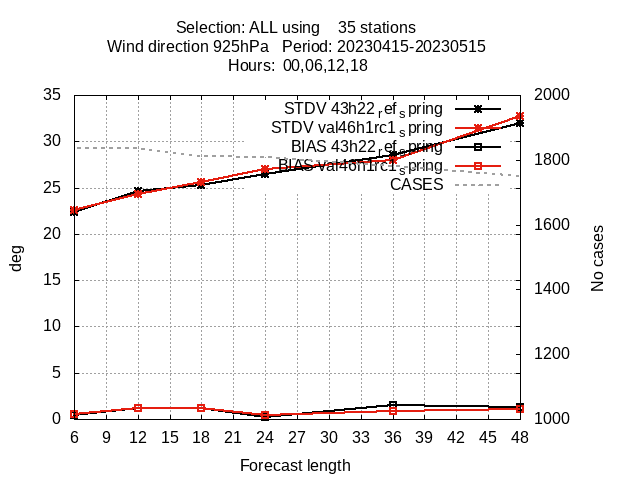 Selection: ALL using    35 stations
Wind direction 925hPa   Period: 20230415-20230515
Hours:  00,06,12,18
35
30
25
20
15
10
5
0
deg
STDV 43h22_ref_spring
STDV val46h1rc1_spring
BIAS 43h22_ref_spring
BIAS val46h1rc1_spring
CASES
2000
1800
1600
1400
1200
1000
No cases
6 9 12 15 18 21 24 27 30 33 36 39 42 45 48
Forecast length